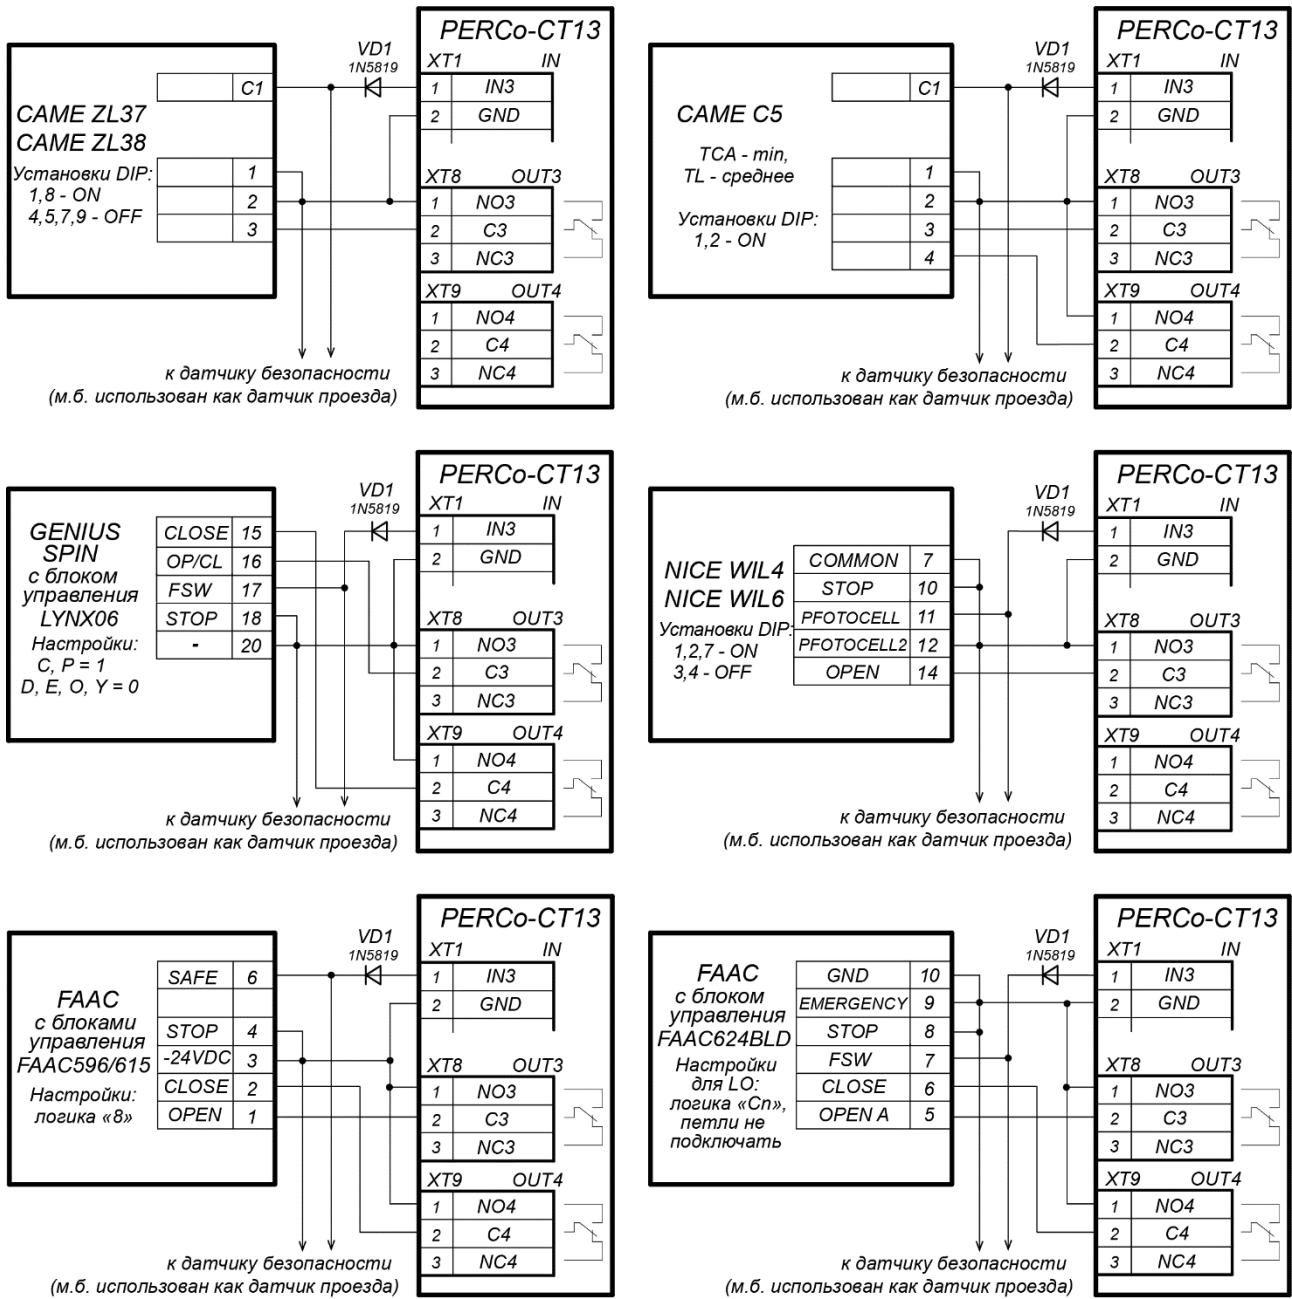 PERCo-CT13
VD1
1N5819
XT1 IN
C1
1 IN3
2 GND
CAME ZL37
CAME ZL38
Установки DIP:
1,8 - ON
4,5,7,9 - OFF
1
2
3
XT8 OUT3
1 NO3
2 C3
3 NC3
XT9 OUT4
1 NO4
2 C4
3 NC4
к датчику безопасности
(м.б. использован как датчик проезда)
PERCo-CT13
VD1
1N5819
XT1 IN
C1
1 IN3
2 GND
CAME C5
TCA - min,
TL - среднее
Установки DIP:
1,2 - ON
1
2
3
4
XT8 OUT3
1 NO3
2 C3
3 NC3
XT9 OUT4
1 NO4
2 C4
3 NC4
к датчику безопасности
(м.б. использован как датчик проезда)
PERCo-CT13
VD1
1N5819
XT1 IN
1 IN3
2 GND
GENIUS
SPIN
с блоком
управления
LYNX06
Настройки:
C, P = 1
D, E, O, Y = 0
CLOSE 15
OP/CL 16
FSW 17
STOP 18
- 20
XT8 OUT3
1 NO3
2 C3
3 NC3
XT9 OUT4
1 NO4
2 C4
3 NC4
к датчику безопасности
(м.б. использован как датчик проезда)
PERCo-CT13
VD1
1N5819
XT1 IN
1 IN3
2 GND
NICE WIL4
NICE WIL6
Установки DIP:
1,2,7 - ON
3,4 - OFF
COMMON 7
STOP 10
PFOTOCELL 11
PFOTOCELL2 12
OPEN 14
XT8 OUT3
1 NO3
2 C3
3 NC3
XT9 OUT4
1 NO4
2 C4
3 NC4
к датчику безопасности
(м.б. использован как датчик проезда)
PERCo-CT13
VD1
1N5819
XT1 IN
1 IN3
2 GND
FAAC
с блоками
управления
FAAC596/615
Настройки:
логика «8»
SAFE 6
STOP 4
-24VDC 3
CLOSE 2
OPEN 1
XT8 OUT3
1 NO3
2 C3
3 NC3
XT9 OUT4
1 NO4
2 C4
3 NC4
к датчику безопасности
(м.б. использован как датчик проезда)
PERCo-CT13
VD1
1N5819
XT1 IN
1 IN3
2 GND
FAAC
с блоком
управления
FAAC624BLD
Настройки
для LO:
логика «Cn»,
петли не
подключать
GND 10
EMERGENCY 9
STOP 8
FSW 7
CLOSE 6
OPEN A 5
XT8 OUT3
1 NO3
2 C3
3 NC3
XT9 OUT4
1 NO4
2 C4
3 NC4
к датчику безопасности
(м.б. использован как датчик проезда)